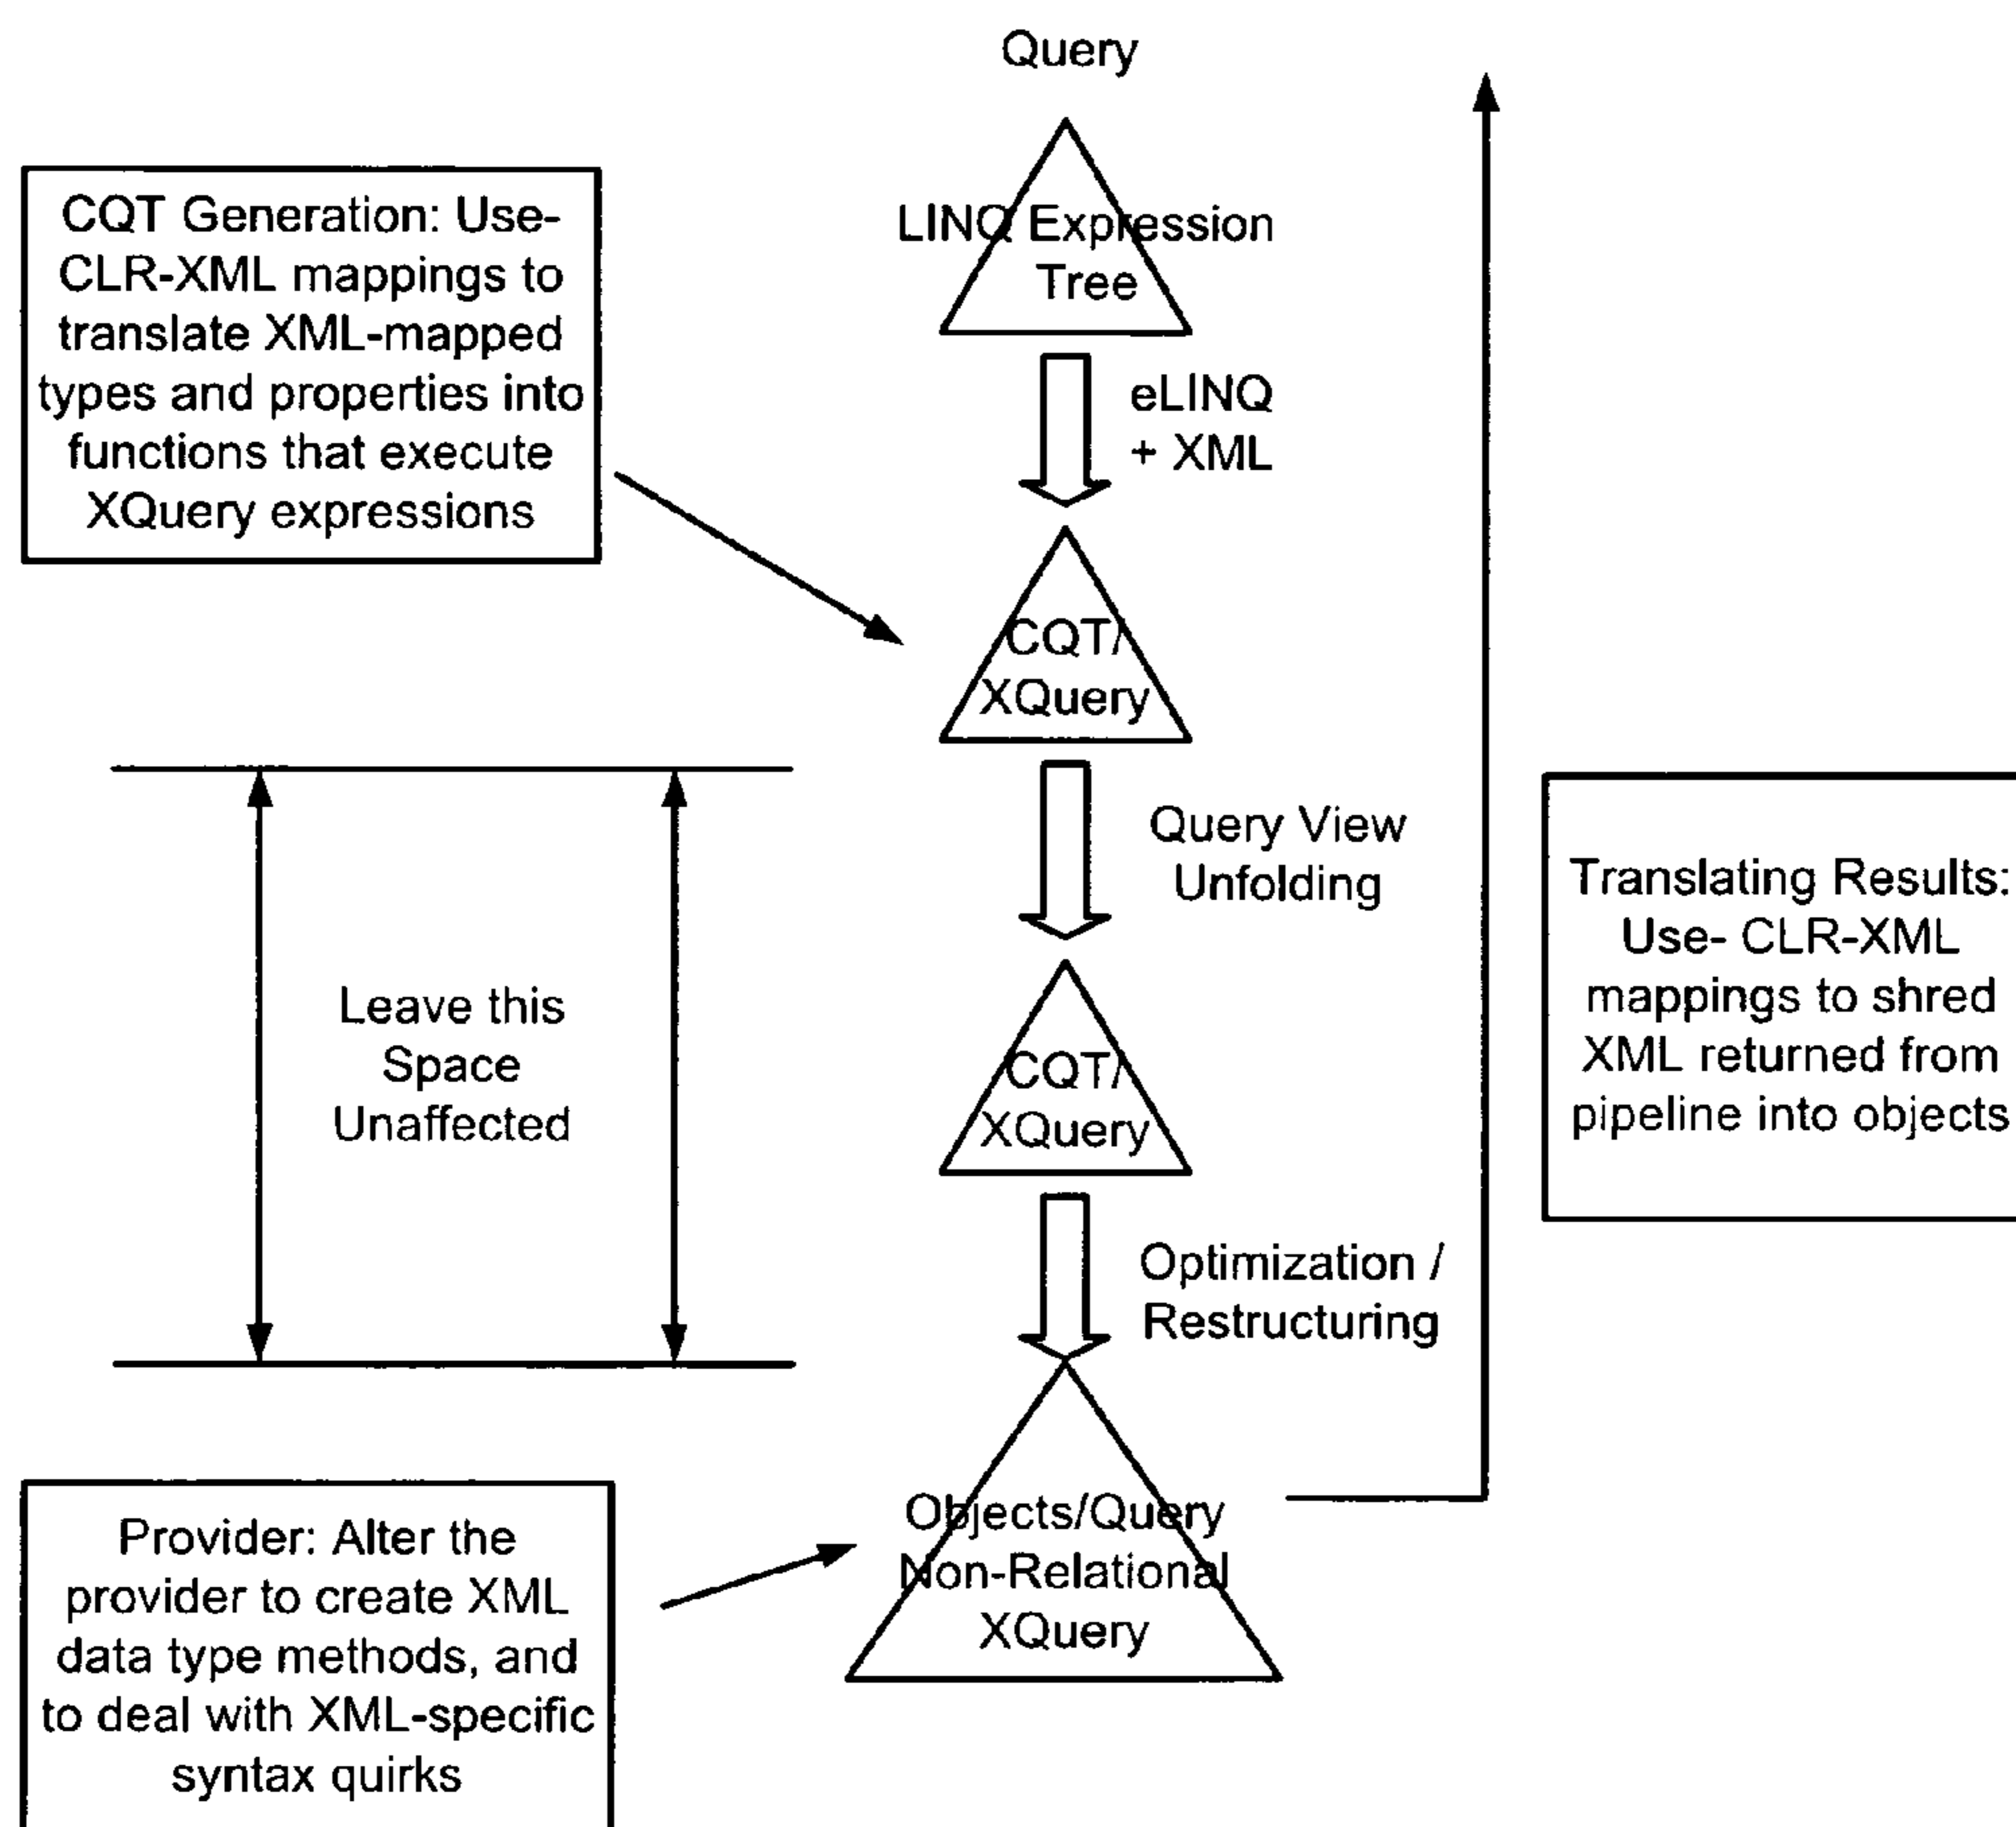 Query
LINQ Expression
Tree
CQT Generation: Use-
CLR-XML mappings to
translate XML-mapped
types and properties into
functions that execute
XQuery expressions
eLINQ
+ XML
CQT/
XQuery
Query View
Unfolding
Leave this
Space
Unaffected
Translating Results:
Use- CLR-XML
mappings to shred
XML returned from
pipeline into objects
CQT/
XQuery
Optimization /
Restructuring
Objects/Query
Non-Relational
XQuery
Provider: Alter the
provider to create XML
data type methods, and
to deal with XML-specific
syntax quirks